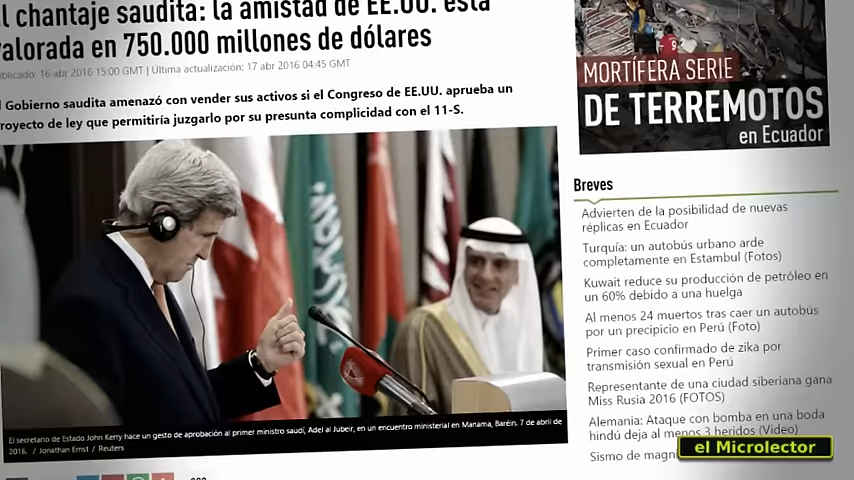 l chantaje saudita: la amistad de EE.UU. está
valorada en 750.000 millones de dólares
ublicado: 16 abr 2016 15:00 GMT | Última actualización: 17 abr 2016 04:45 GMT
l Gobierno saudita amenazó con vender sus activos si el Congreso de EE.UU. aprueba un
royecto de ley que permitiría juzgarlo por su presunta complicidad con el 11-S.
El secretario de Estado John Kerry hace un gesto de aprobación al primer ministro saudí, Adel al Jubeir, en un encuentro ministerial en Manama, Baréin. 7 de abril de
2016. / Jonathan Ernst / Reuters
MORTÍFERA SERIE
DE TERREMOTOS
en Ecuador
Breves
Advierten de la posibilidad de nuevas
réplicas en Ecuador
Turquía: un autobús urbano arde
completamente en Estambul (Fotos)
Kuwait reduce su producción de petróleo en
un 60% debido a una huelga
Al menos 24 muertos tras caer un autobús
por un precipicio en Perú (Foto)
Primer caso confirmado de zika por
transmisión sexual en Perú
Representante de una ciudad siberiana gana
Miss Rusia 2016 (FOTOS)
Alemania: Ataque con bomba en una boda
hindú deja al menos 3 heridos (Video)
Sismo de magni
el Microlector